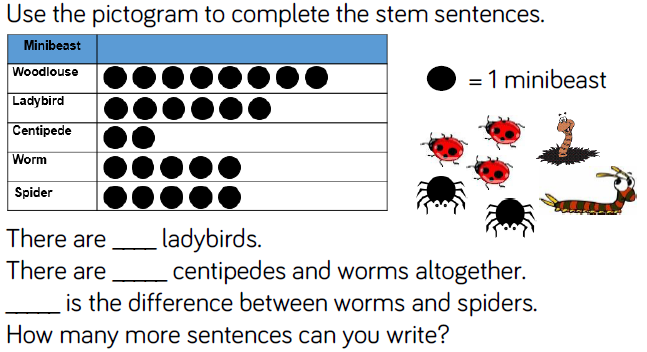 Use the pictogram to complete the stem sentences.
Minibeast
Woodlouse
Ladybird
Centipede
Worm
Spider
= 1 minibeast
There are ____ ladybirds.
There are _____ centipedes and worms altogether.
_____ is the difference between worms and spiders.
How many more sentences can you write?